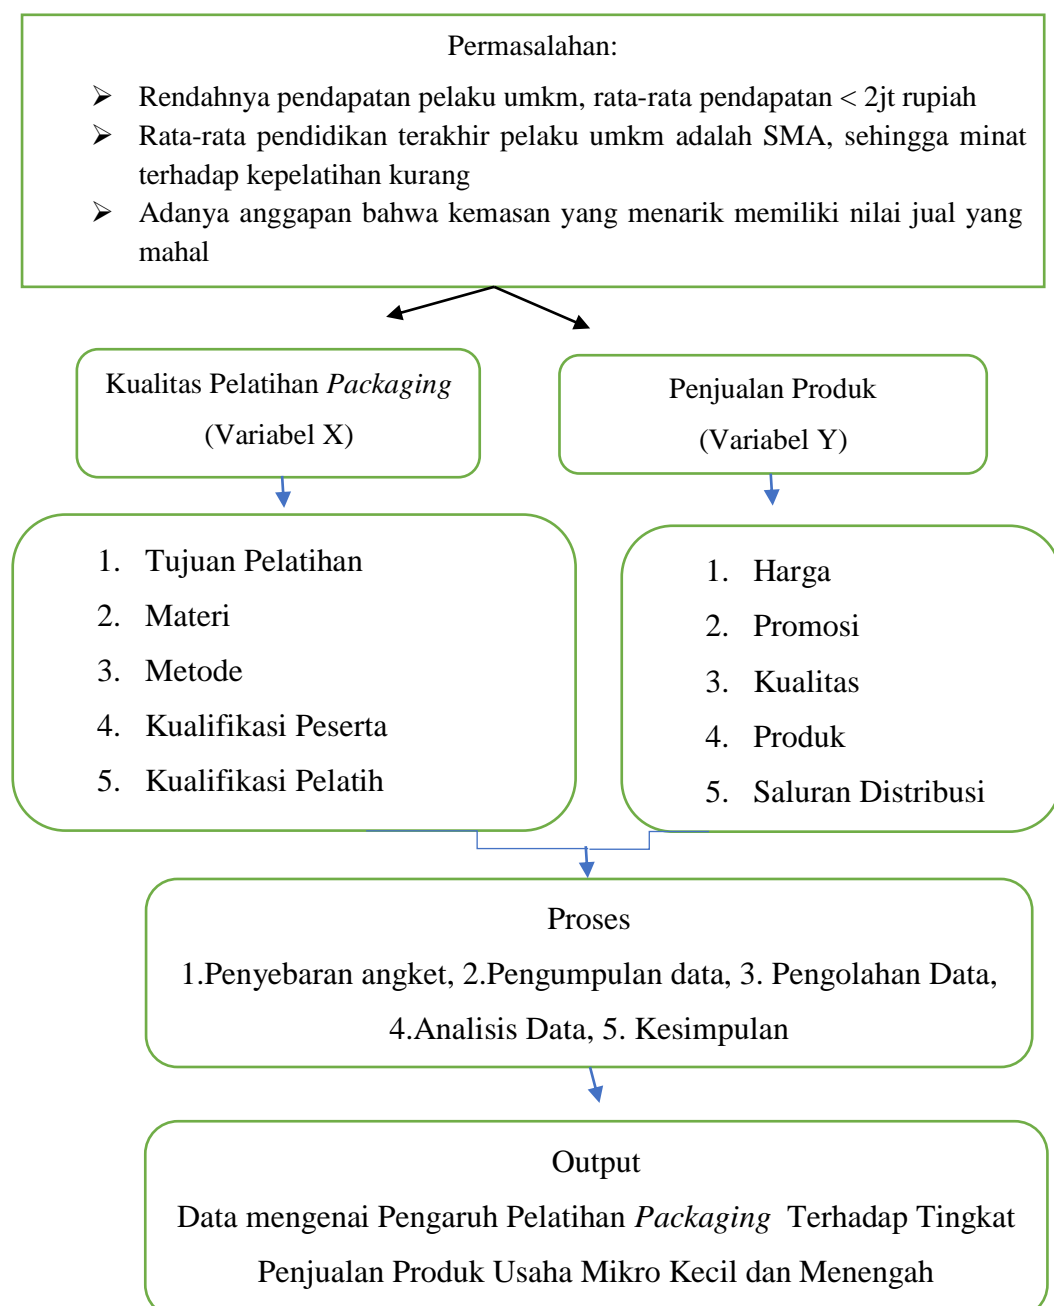 Permasalahan:
➢ Rendahnya pendapatan pelaku umkm, rata-rata pendapatan < 2jt rupiah
➢ Rata-rata pendidikan terakhir pelaku umkm adalah SMA, sehingga minat
terhadap kepelatihan kurang
➢ Adanya anggapan bahwa kemasan yang menarik memiliki nilai jual yang
mahal
Kualitas Pelatihan Packaging
(Variabel X)
Penjualan Produk
(Variabel Y)
1. Tujuan Pelatihan
2. Materi
3. Metode
4. Kualifikasi Peserta
5. Kualifikasi Pelatih
1. Harga
2. Promosi
3. Kualitas
4. Produk
5. Saluran Distribusi
Proses
1.Penyebaran angket, 2.Pengumpulan data, 3. Pengolahan Data,
4.Analisis Data, 5. Kesimpulan
Output
Data mengenai Pengaruh Pelatihan Packaging Terhadap Tingkat
Penjualan Produk Usaha Mikro Kecil dan Menengah